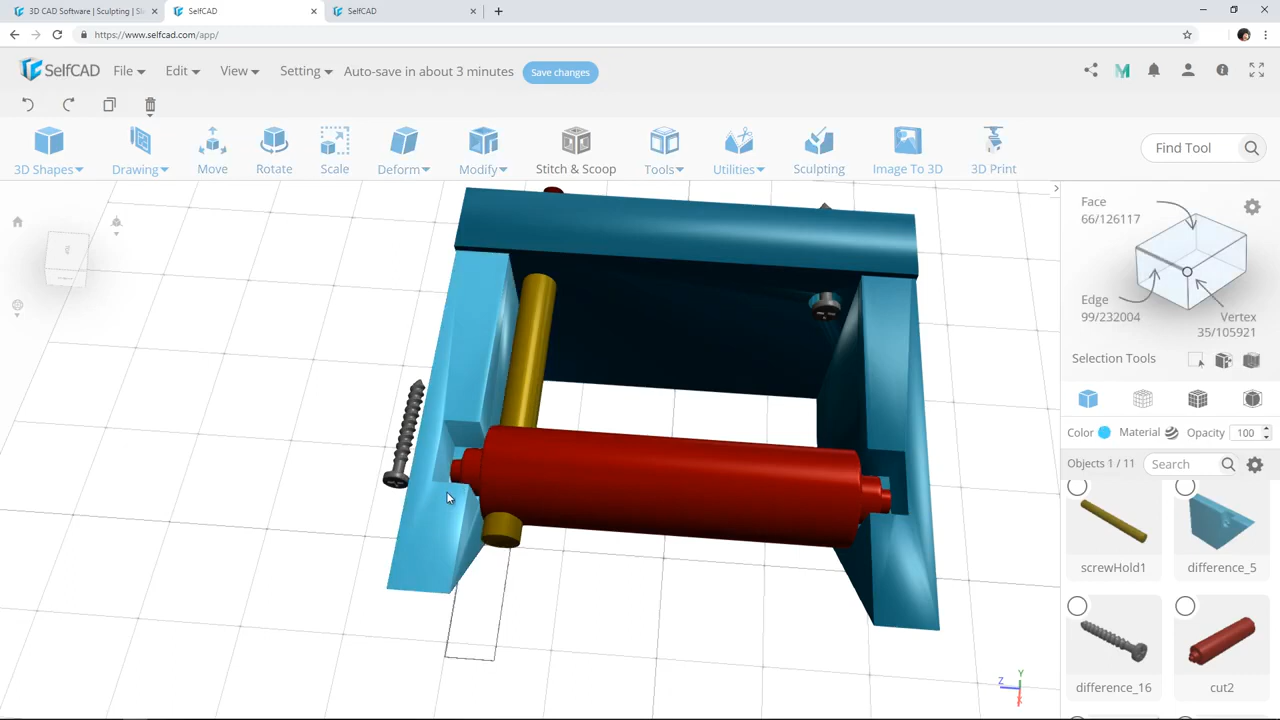 3D CAD Software | Sculpting | Sl
SelfCAD
SelfCAD
https://www.selfcad.com/app/
SelfCAD
File
Edit
View
Setting
Auto-save in about 3 minutes
Save changes
3D Shapes
Drawing
Move
Rotate
Scale
Deform
Modify
Stitch & Scoop
Tools
Utilities
Sculpting
Image To 3D
3D Print
Find Tool
Face
66/126117
Edge
99/232004
Vertex
35/105921
Selection Tools
Color
Material
Opacity
100
Objects 1 / 11
Search
screwHold1
difference_5
difference_16
cut2
Z
Y
X